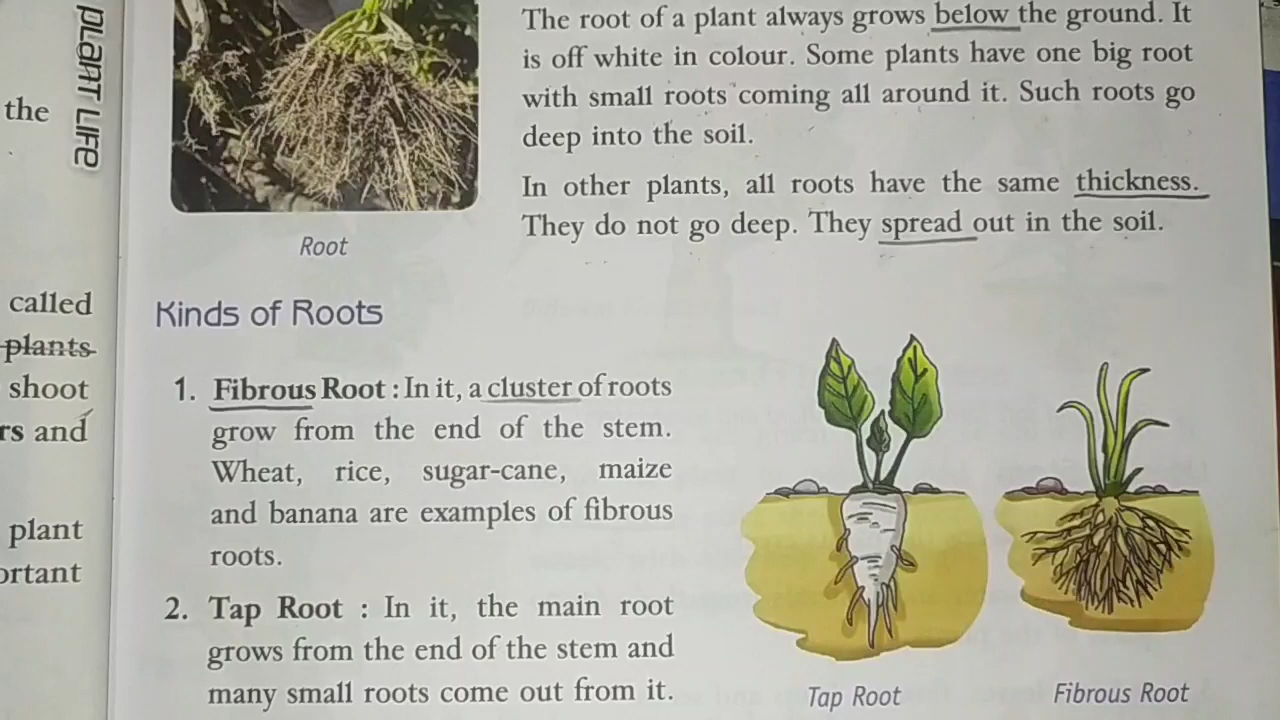 the
called
plants
shoot
rs and
plant
ortant
PLANT LIFE
Root
The root of a plant always grows below the ground. It
is off white in colour. Some plants have one big root
with small roots coming all around it. Such roots go
deep into the soil.
In other plants, all roots have the same thickness.
They do not go deep. They spread out in the soil.
Kinds of Roots
1. Fibrous Root : In it, a cluster of roots
grow from the end of the stem.
Wheat, rice, sugar-cane, maize
and banana are examples of fibrous
roots.
2. Tap Root : In it, the main root
grows from the end of the stem and
many small roots come out from it.
Tap Root
Fibrous Root